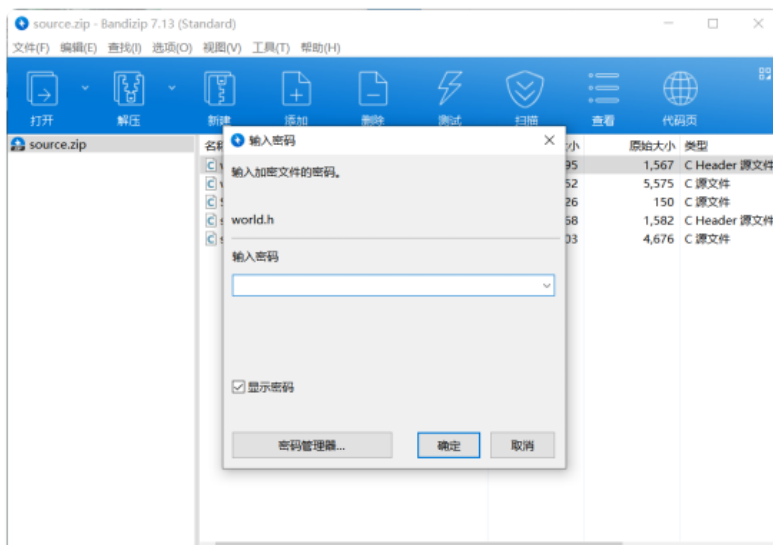 source.zip - Bandizip 7.13 (Standard)
文件(F) 编辑(E) 查找(I) 选项(O) 视图(V) 工具(T) 帮助(H)
打开 解压 新建 添加 删除 测试 扫描 查看 代码页
source.zip
原始大小 类型
95 1,567 C Header 源文件
52 5,575 C 源文件
26 150 C 源文件
58 1,582 C Header 源文件
03 4,676 C 源文件
输入密码
输入加密文件的密码。
world.h
输入密码
显示密码
密码管理器... 确定 取消